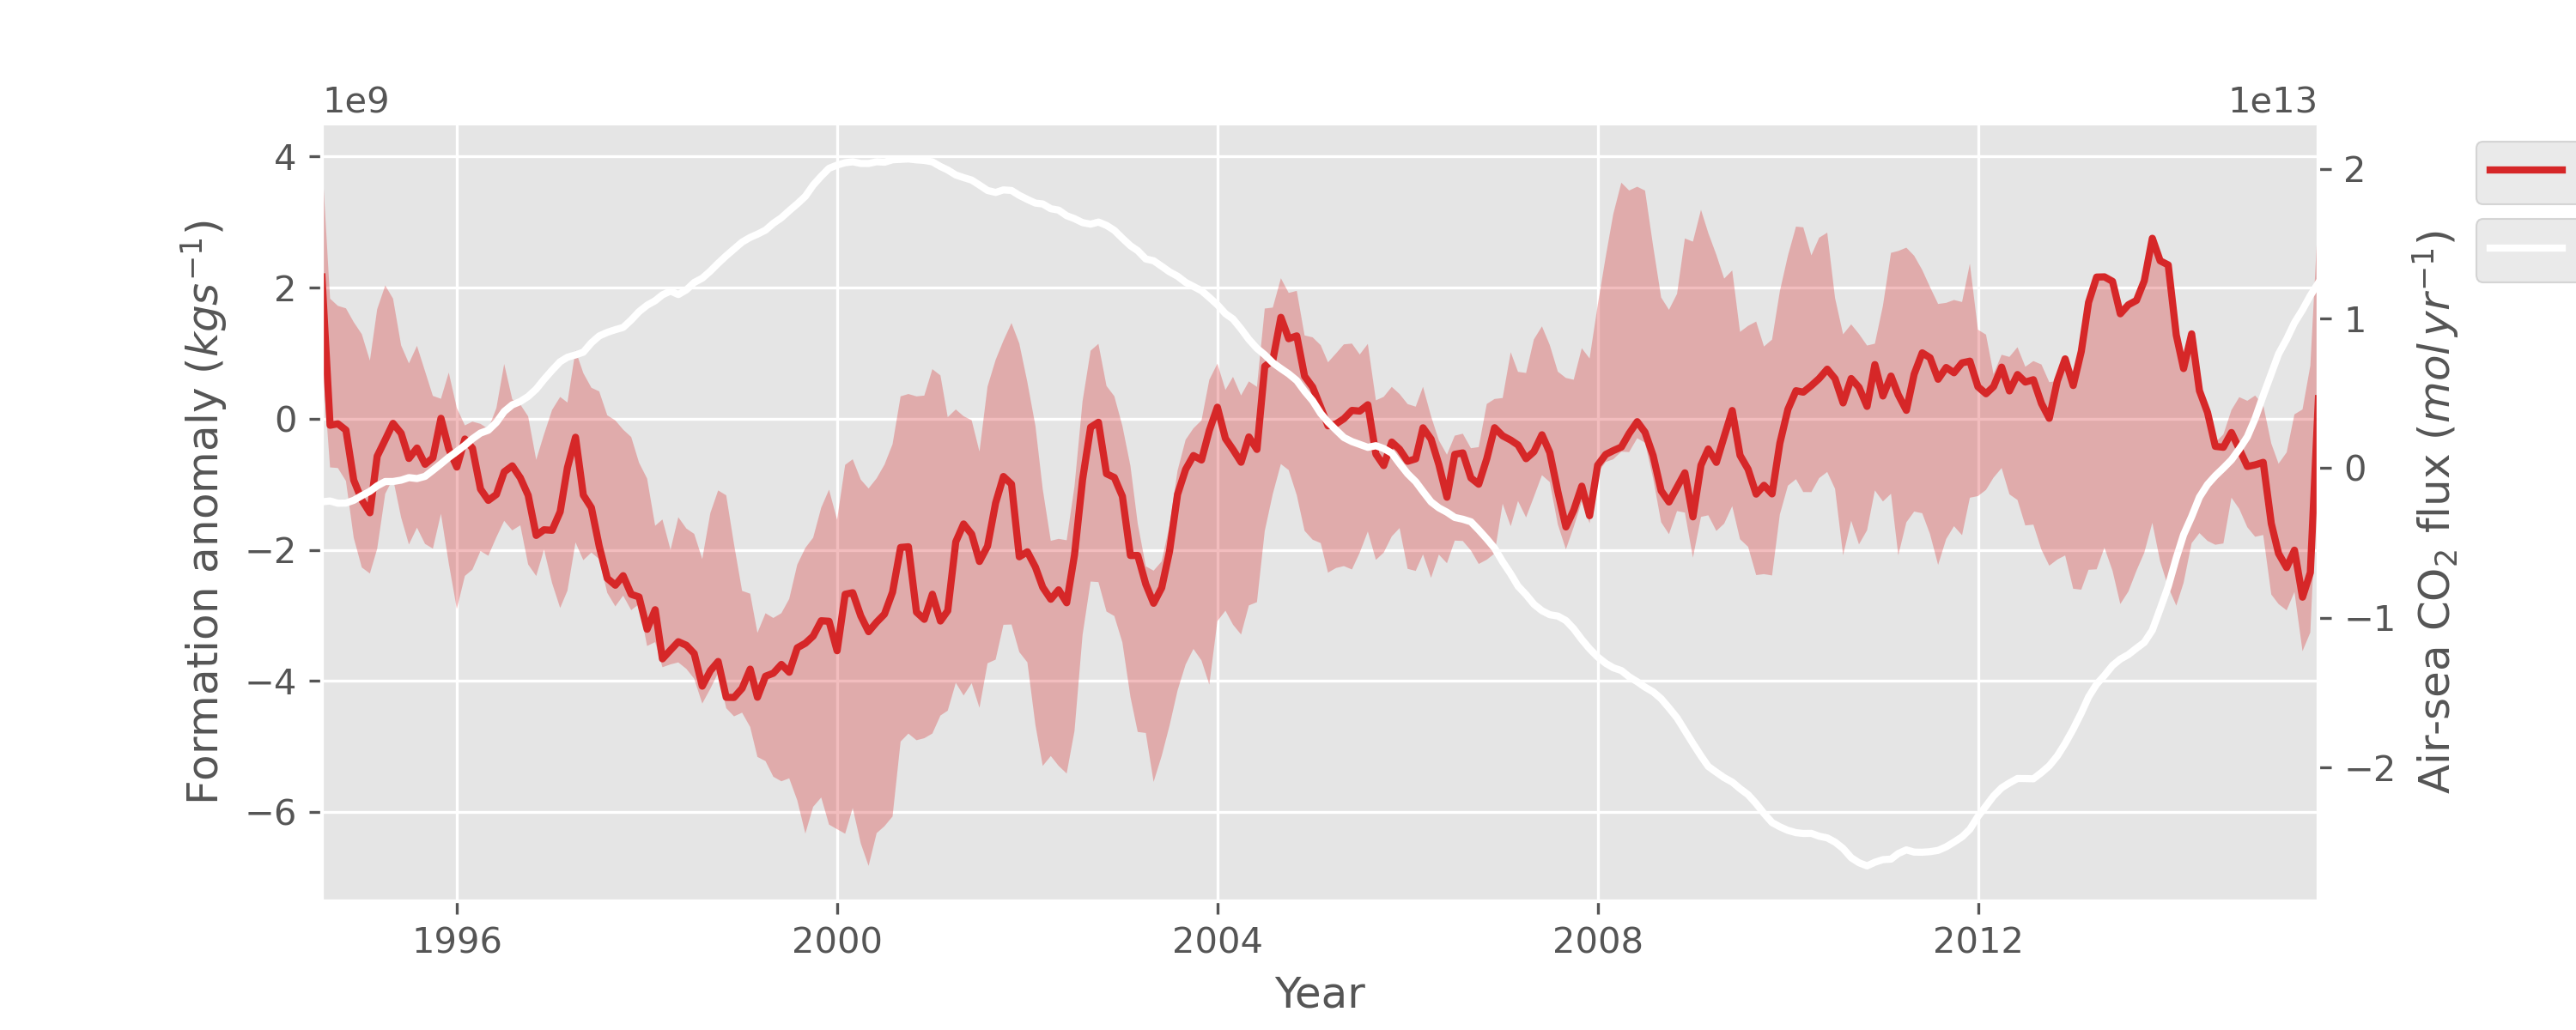 1e9
1e13
4
2
0
−2
−4
−6
Formation anomaly (kgs⁻¹)
2
1
0
−1
−2
Air-sea CO₂ flux (mol yr⁻¹)
1996 2000 2004 2008 2012
Year